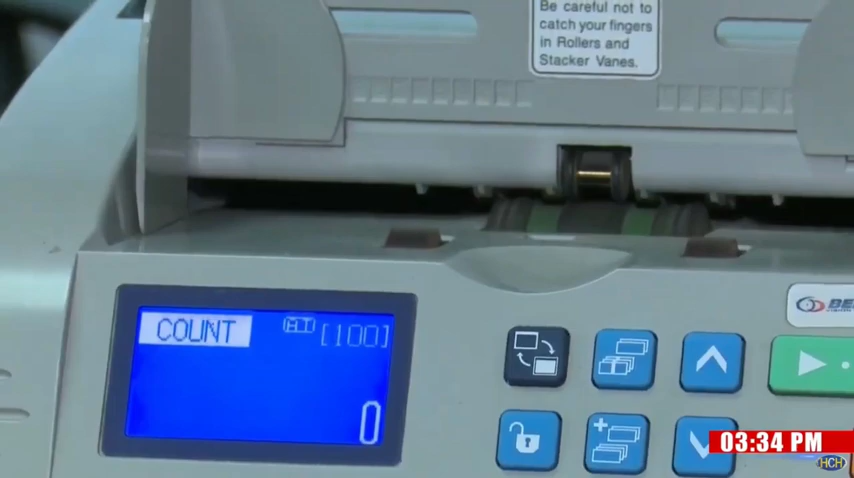 Be careful not to
catch your fingers
in Rollers and
Stacker Vanes.
COUNT
[100]
0
03:34 PM
HCH